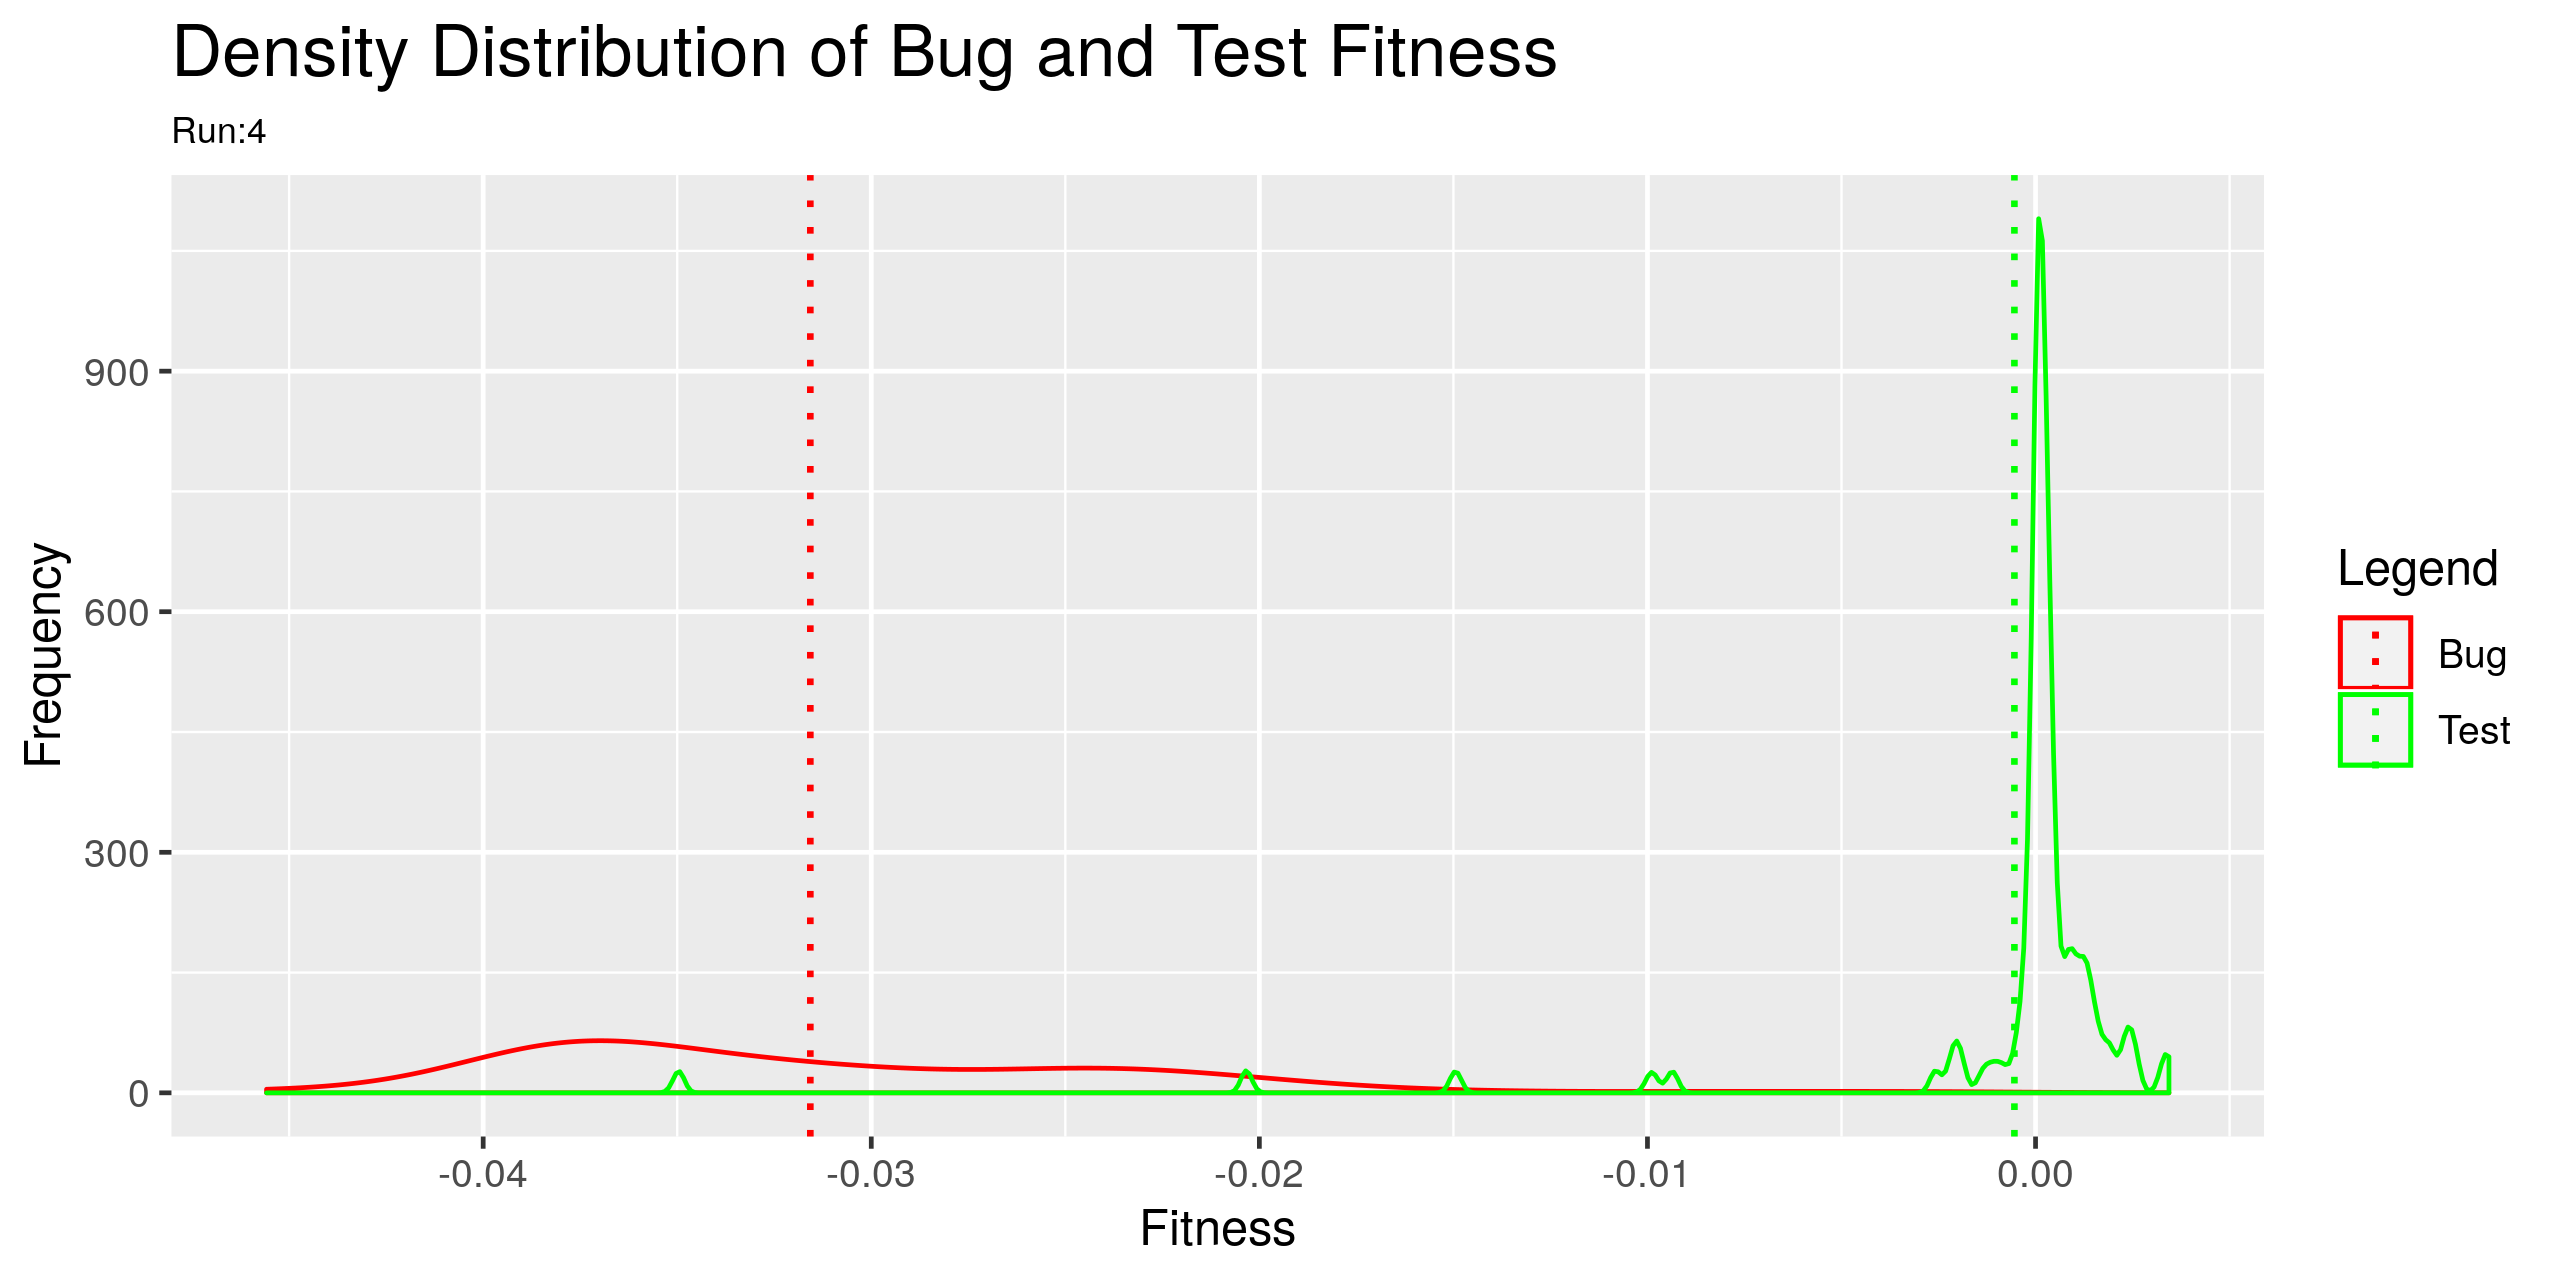 Density Distribution of Bug and Test Fitness
Run:4
900
600
300
0
Frequency
-0.04
-0.03
-0.02
-0.01
0.00
Fitness
Legend
Bug
Test